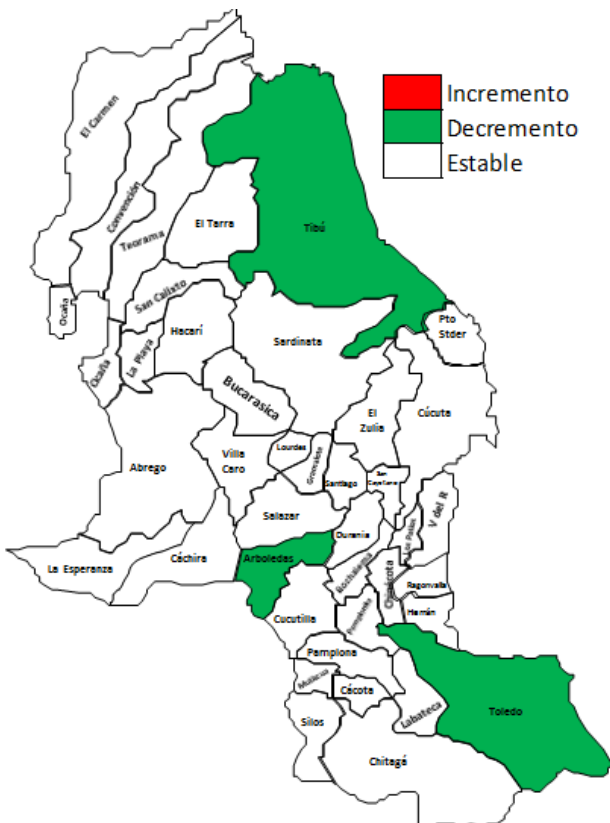 Incremento
Decremento
Estable
El Carmen
Convención
Teorama
El Tarra
Tibú
San Calixto
Ocaña
Hacarí
La Playa
Ocaña
Sardinata
Pto
Stder
Bucarasica
El
Zulia
Cúcuta
Abrego
Villa
Caro
Lourdes
Gramalote
Santiago
San
Cayetano
Salazar
Durania
Los Patios
V del R
La Esperanza
Cáchira
Arboledas
Bochalema
Chinácota
Ragonvalia
Cucutilla
Pamplonita
Herrán
Pamplona
Mutiscua
Cácota
Silos
Labateca
Toledo
Chitagá